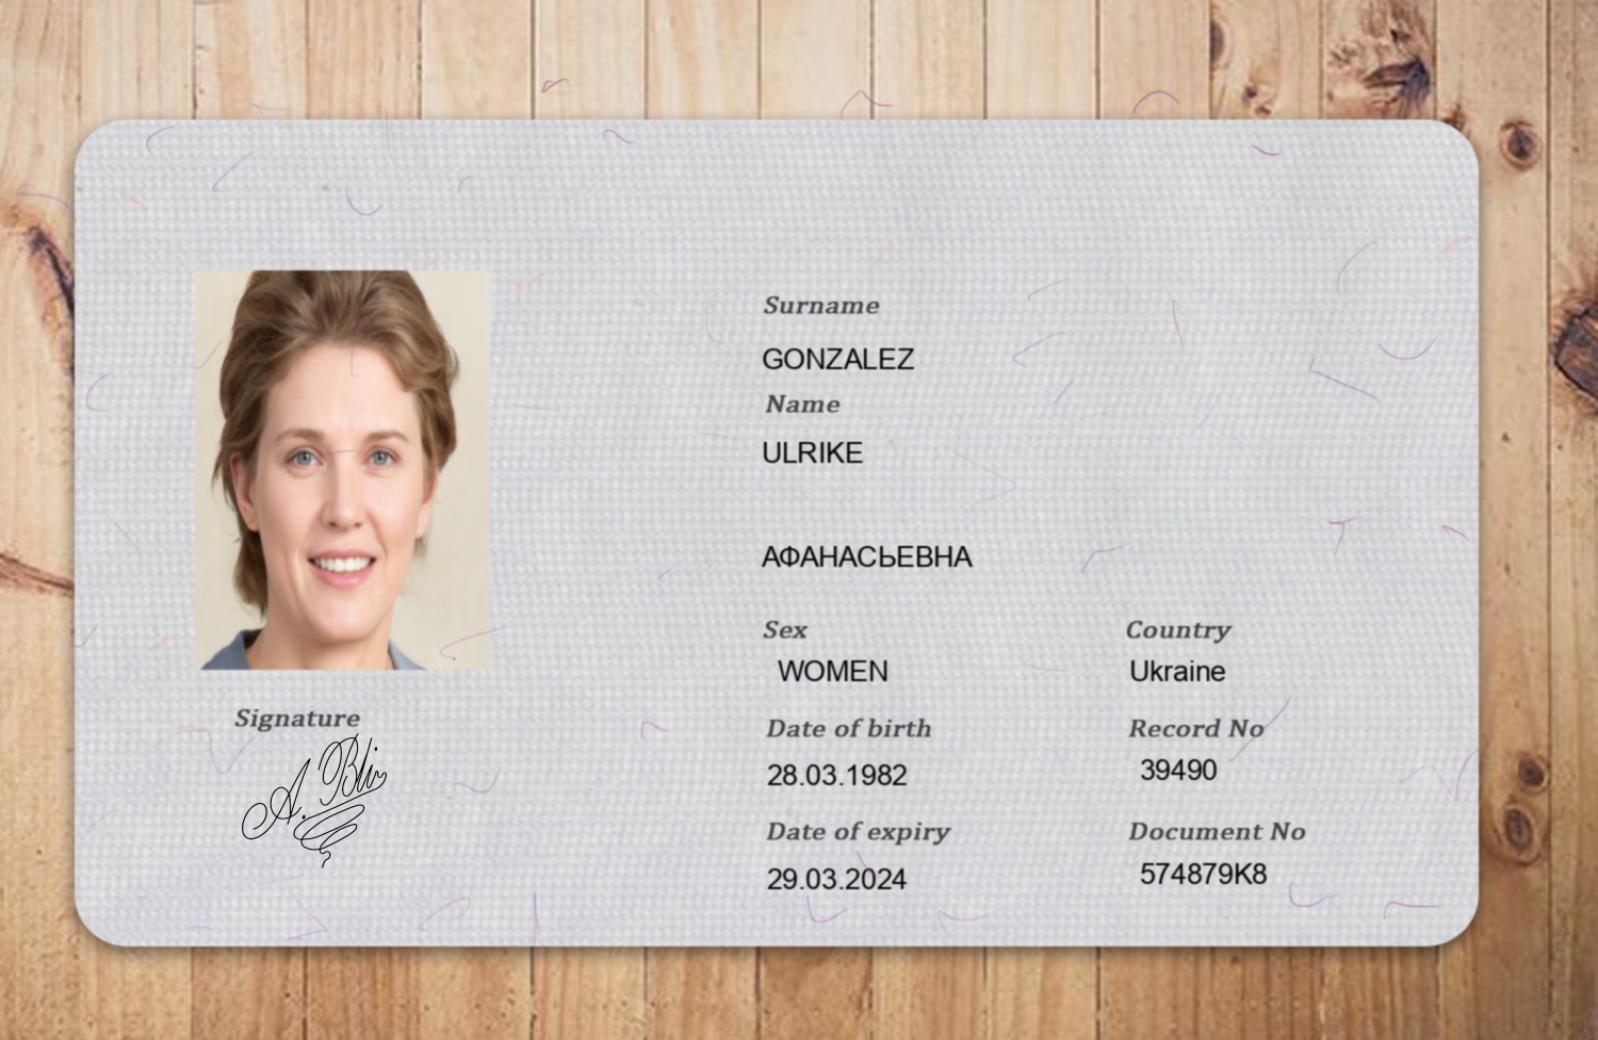 Surname
GONZALEZ
Name
ULRIKE
АФАНАСЬЕВНА
Sex
Country
WOMEN
Ukraine
Date of birth
Record No
28.03.1982
39490
Date of expiry
Document No
29.03.2024
574879K8
Signature
A. Bli